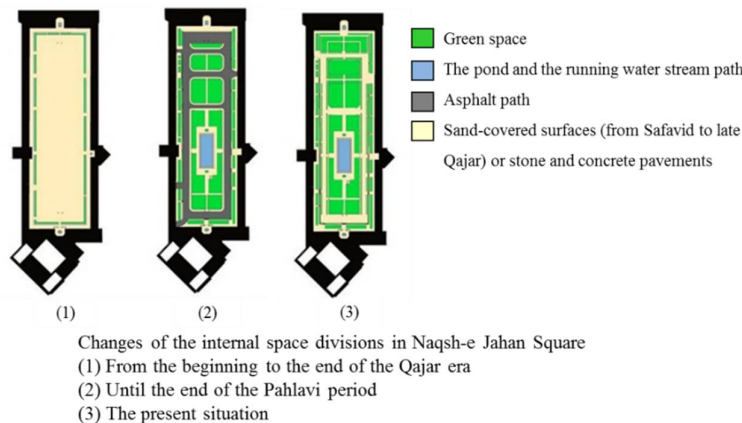 Green space
The pond and the running water stream path
Asphalt path
Sand-covered surfaces (from Safavid to late
Qajar) or stone and concrete pavements
(1) (2) (3)
Changes of the internal space divisions in Naqsh-e Jahan Square
(1) From the beginning to the end of the Qajar era
(2) Until the end of the Pahlavi period
(3) The present situation